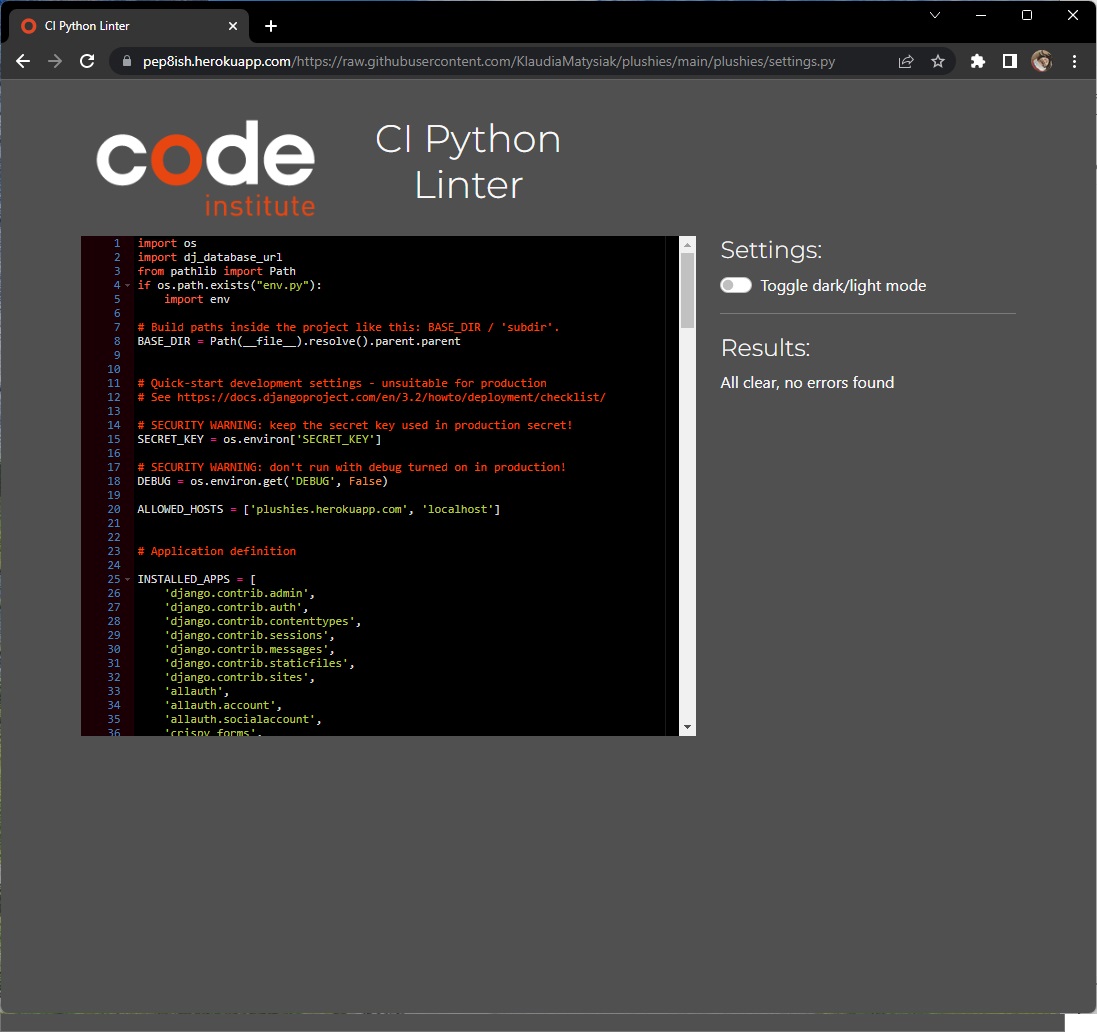 CI Python Linter
pep8ish.herokuapp.com/https://raw.githubusercontent.com/KlaudiaMatysiak/plushies/main/plushies/settings.py
code
institute
CI Python
Linter
1 import os
2 import dj_database_url
3 from pathlib import Path
4 if os.path.exists("env.py"):
5     import env
6
7 # Build paths inside the project like this: BASE_DIR / 'subdir'.
8 BASE_DIR = Path(__file__).resolve().parent.parent
9
10
11 # Quick-start development settings - unsuitable for production
12 # See https://docs.djangoproject.com/en/3.2/howto/deployment/checklist/
13
14 # SECURITY WARNING: keep the secret key used in production secret!
15 SECRET_KEY = os.environ['SECRET_KEY']
16
17 # SECURITY WARNING: don't run with debug turned on in production!
18 DEBUG = os.environ.get('DEBUG', False)
19
20 ALLOWED_HOSTS = ['plushies.herokuapp.com', 'localhost']
21
22
23 # Application definition
24
25 INSTALLED_APPS = [
26     'django.contrib.admin',
27     'django.contrib.auth',
28     'django.contrib.contenttypes',
29     'django.contrib.sessions',
30     'django.contrib.messages',
31     'django.contrib.staticfiles',
32     'django.contrib.sites',
33     'allauth',
34     'allauth.account',
35     'allauth.socialaccount',
36     'crispy_forms',
Settings:
Toggle dark/light mode
Results:
All clear, no errors found